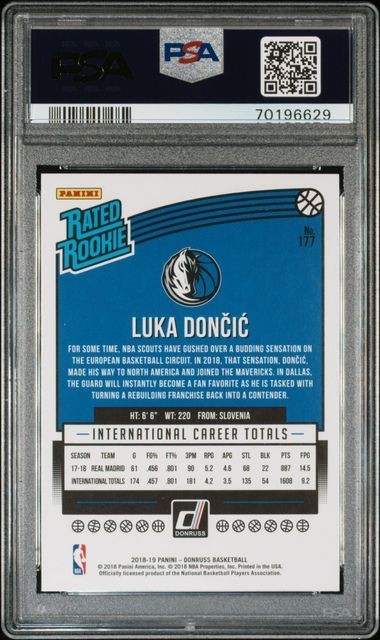 PSA
PSA
70196629
PANINI
RATED
ROOKIE
No.
177
LUKA DONČIĆ
FOR SOME TIME, NBA SCOUTS HAVE GUSHED OVER A BUDDING SENSATION ON
THE EUROPEAN BASKETBALL CIRCUIT. IN 2018, THAT SENSATION, DONČIĆ,
MADE HIS WAY TO NORTH AMERICA AND JOINED THE MAVERICKS. IN DALLAS,
THE GUARD WILL INSTANTLY BECOME A FAN FAVORITE AS HE IS TASKED WITH
TURNING A REBUILDING FRANCHISE BACK INTO A CONTENDER.
HT: 6' 6" WT: 220 FROM: SLOVENIA
INTERNATIONAL CAREER TOTALS
SEASON TEAM G FG% FT% 3PM RPG APG STL BLK PTS FPG
17-18 REAL MADRID 61 .456 .801 90 5.2 4.6 68 22 887 14.5
INTERNATIONAL TOTALS 174 .457 .801 181 4.2 3.5 135 54 1608 9.2
DONRUSS
NBA
2018-19 PANINI – DONRUSS BASKETBALL
© 2018 Panini America, Inc. © 2018 NBA Properties, Inc. Printed in the USA.
Officially licensed product of the National Basketball Players Association.